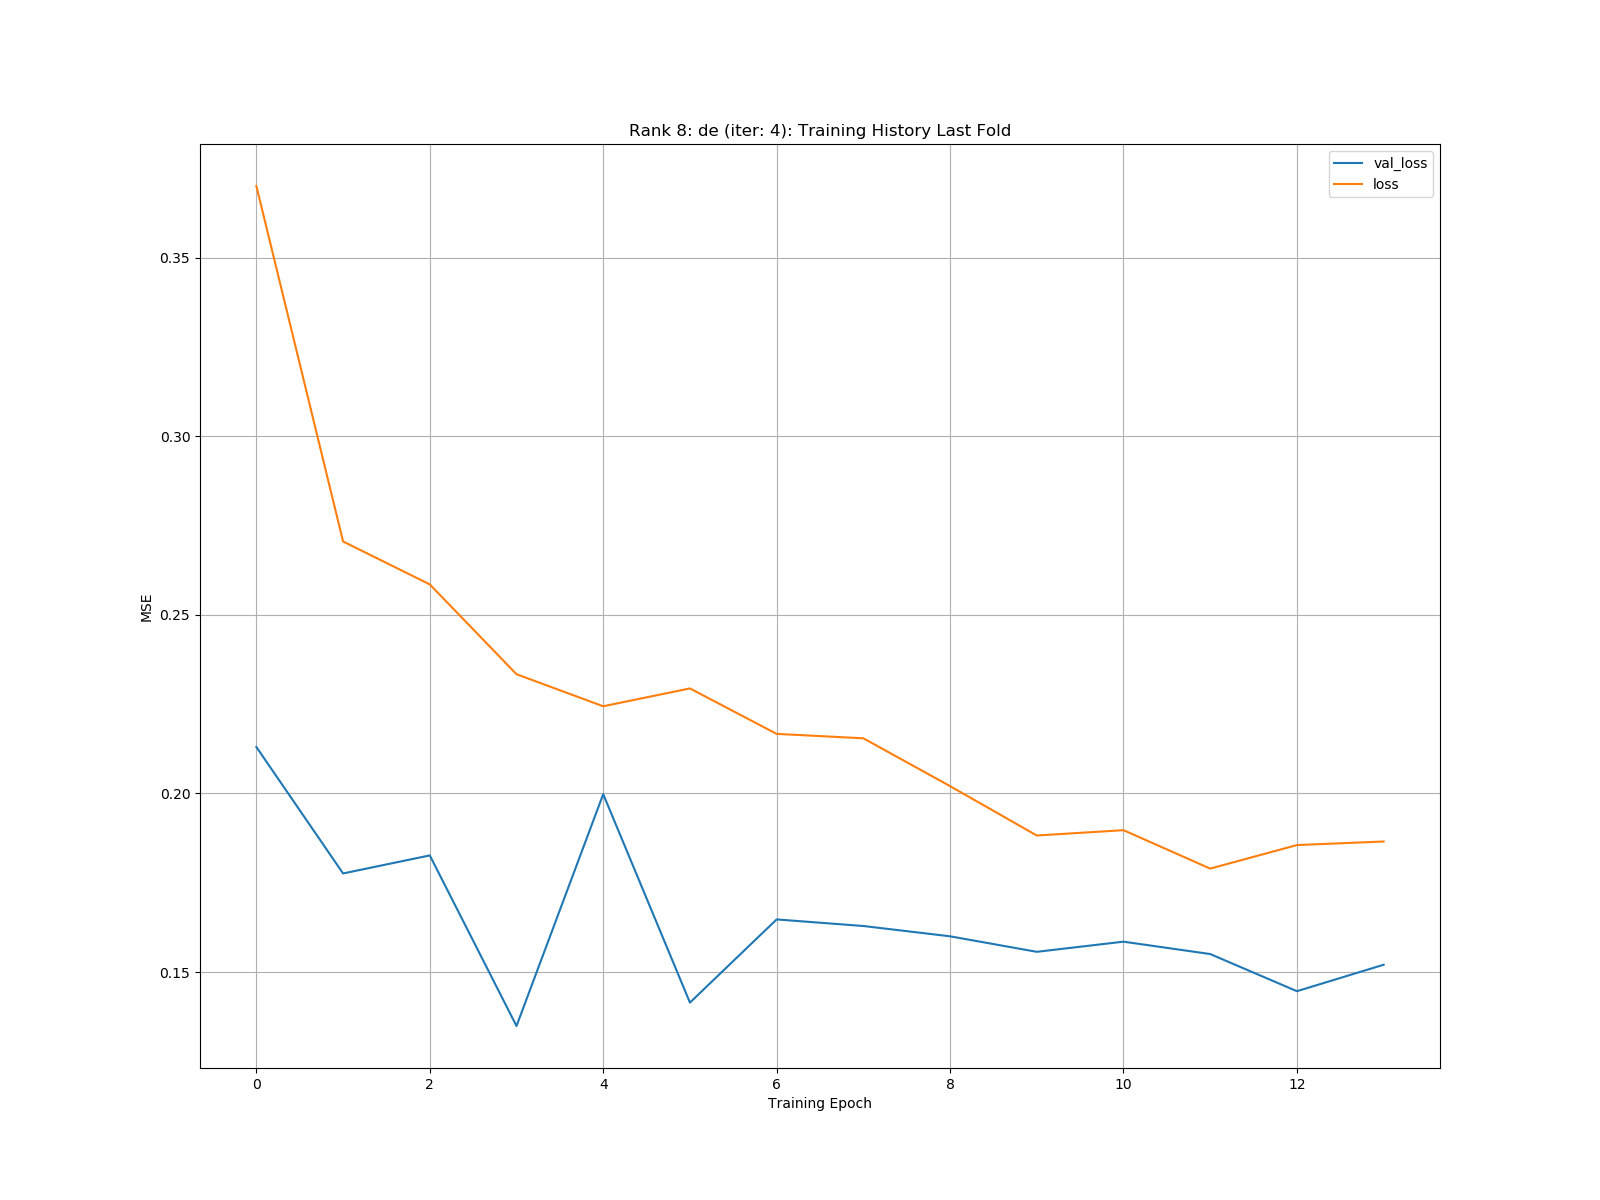 Rank 8: de (iter: 4): Training History Last Fold
val_loss
loss
0.35
0.30
0.25
0.20
0.15
MSE
0 2 4 6 8 10 12
Training Epoch